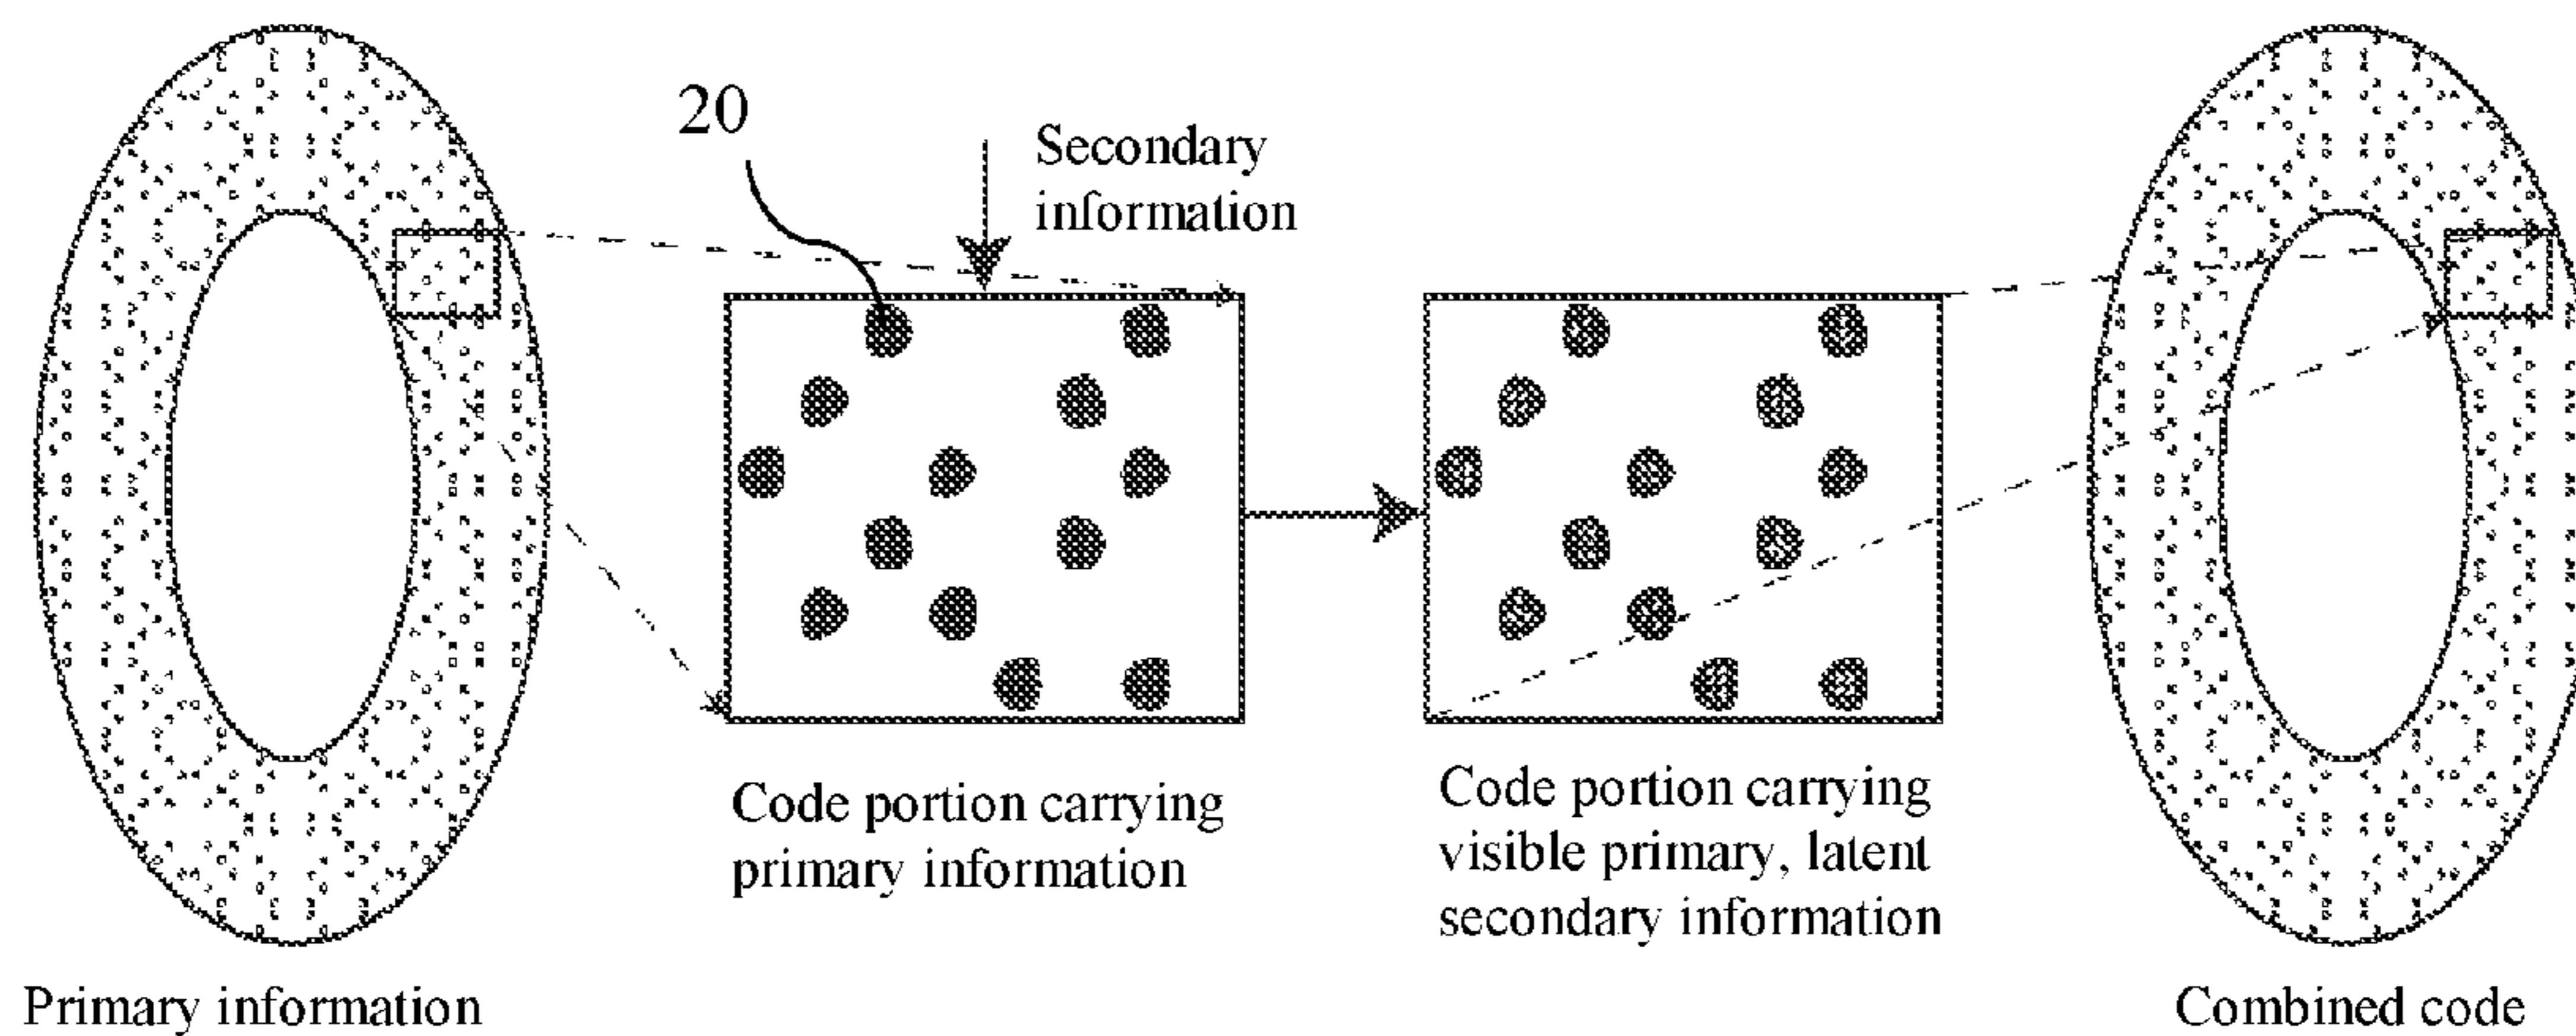 20
Secondary
information
Code portion carrying
primary information
Code portion carrying
visible primary, latent
secondary information
Primary information
Combined code